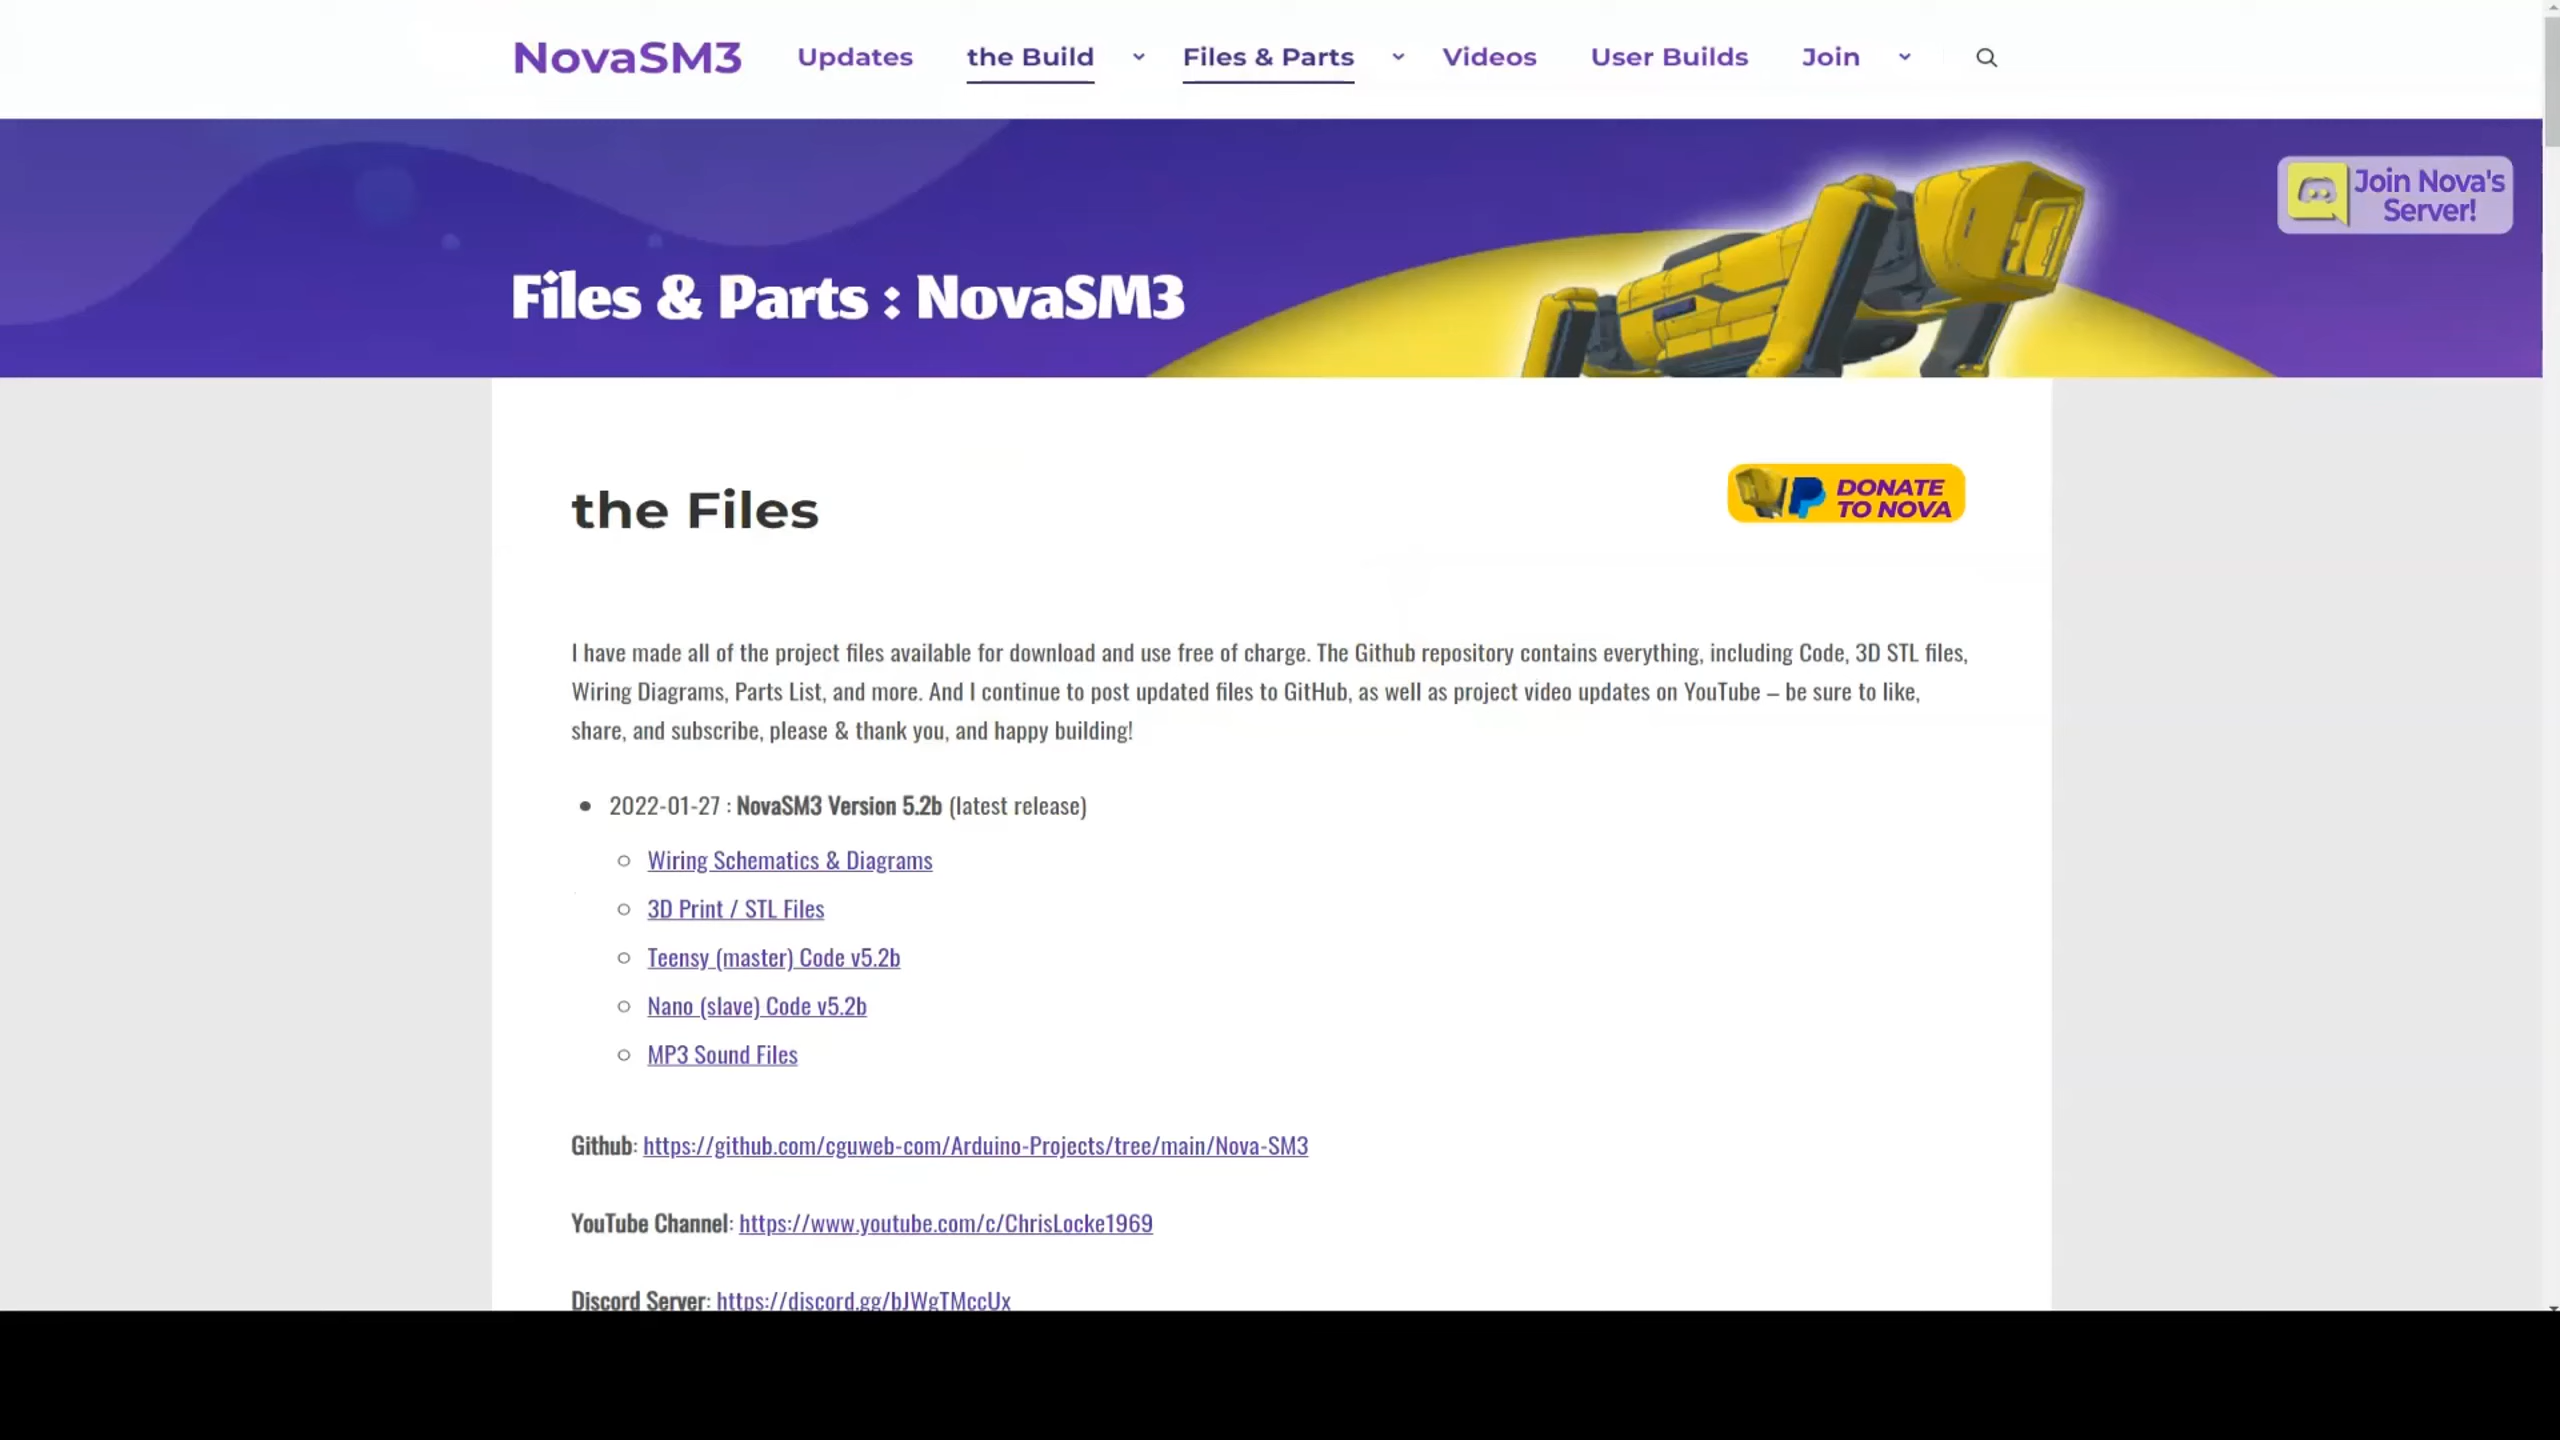 NovaSM3 Updates the Build Files & Parts Videos User Builds Join
Join Nova's
Server!
Files & Parts : NovaSM3
the Files
DONATE
TO NOVA
I have made all of the project files available for download and use free of charge. The Github repository contains everything, including Code, 3D STL files,
Wiring Diagrams, Parts List, and more. And I continue to post updated files to GitHub, as well as project video updates on YouTube – be sure to like,
share, and subscribe, please & thank you, and happy building!
2022-01-27 : NovaSM3 Version 5.2b (latest release)
Wiring Schematics & Diagrams
3D Print / STL Files
Teensy (master) Code v5.2b
Nano (slave) Code v5.2b
MP3 Sound Files
Github: https://github.com/cguweb-com/Arduino-Projects/tree/main/Nova-SM3
YouTube Channel: https://www.youtube.com/c/ChrisLocke1969
Discord Server: https://discord.gg/bJWgTMccUx